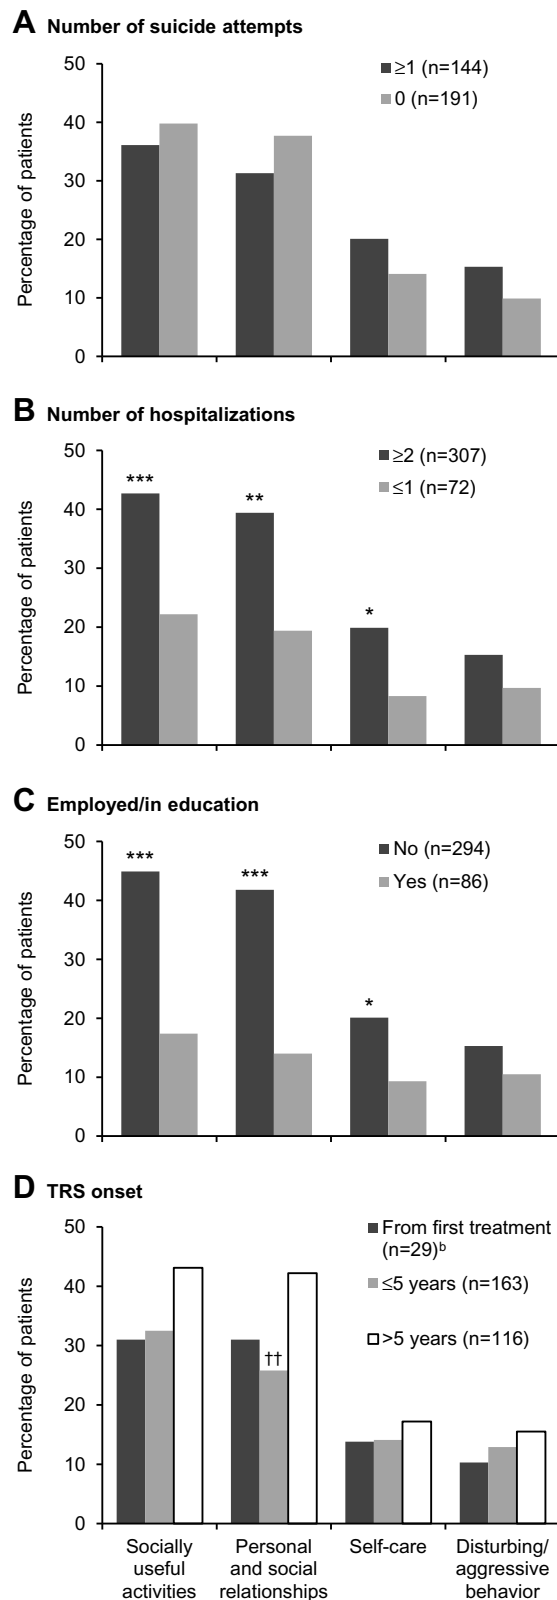 A Number of suicide attempts
50
40
30
20
10
0
Percentage of patients
≥1 (n=144)
0 (n=191)
B Number of hospitalizations
50
40
30
20
10
0
Percentage of patients
≥2 (n=307)
≤1 (n=72)
***
**
*
C Employed/in education
50
40
30
20
10
0
Percentage of patients
No (n=294)
Yes (n=86)
***
***
*
D TRS onset
50
40
30
20
10
0
Percentage of patients
From first treatment
(n=29)ᵇ
≤5 years (n=163)
>5 years (n=116)
††
Socially
useful
activities
Personal
and social
relationships
Self-care
Disturbing/
aggressive
behavior